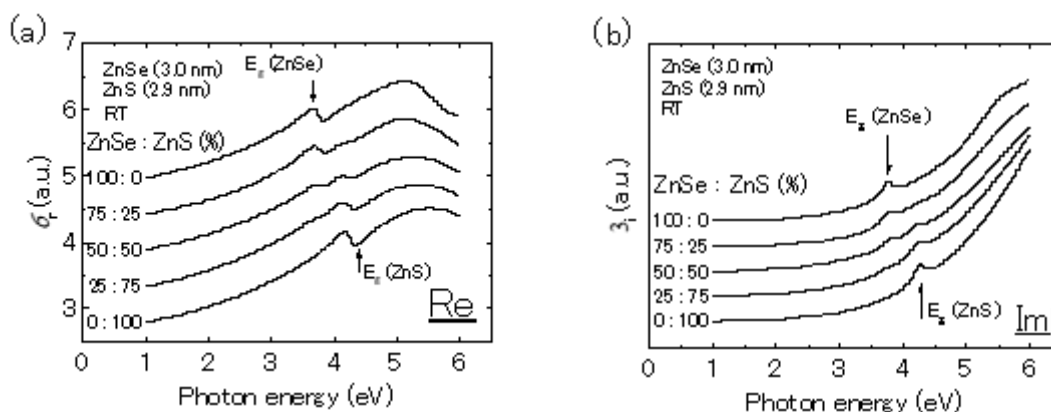 (a)
7
6
5
4
3
ZnSe (3.0 nm)
ZnS (2.9 nm)
RT
ZnSe : ZnS (%)
100 : 0
75 : 25
50 : 50
25 : 75
0 : 100
(ZnSe)
(ZnS)
Re
(a.u.)
0 1 2 3 4 5 6
Photon energy (eV)
(b)
ZnSe (3.0 nm)
ZnS (2.9 nm)
RT
E (ZnSe)
ZnSe : ZnS (%)
100 : 0
75 : 25
50 : 50
25 : 75
0 : 100
E (ZnS)
Im
(a.u.)
0 1 2 3 4 5 6
Photon energy (eV)